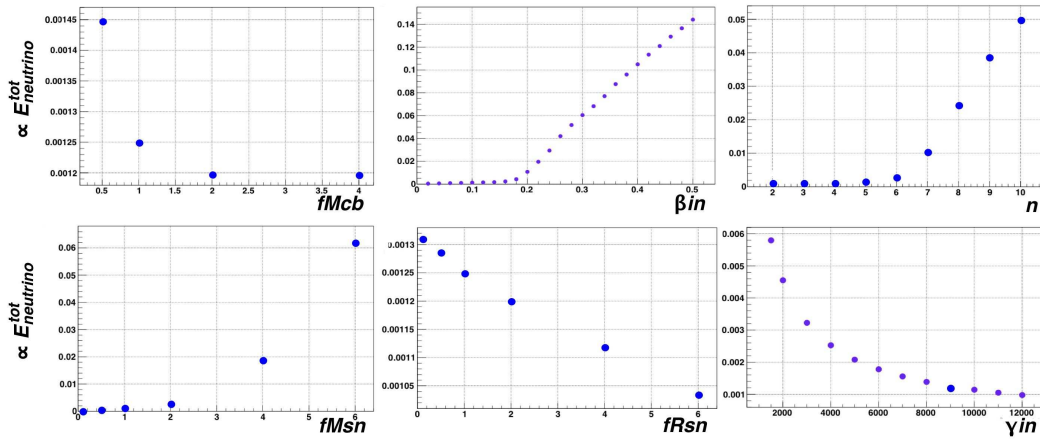 ∝ E^tot_neutrino
0.00145
0.0014
0.00135
0.0013
0.00125
0.0012
0.5 1 1.5 2 2.5 3 3.5 4
fMcb
0.14
0.12
0.1
0.08
0.06
0.04
0.02
0
0 0.1 0.2 0.3 0.4 0.5
βin
0.05
0.04
0.03
0.02
0.01
0
2 3 4 5 6 7 8 9 10
n
∝ E^tot_neutrino
0.06
0.05
0.04
0.03
0.02
0.01
0
0 1 2 3 4 5 6
fMsn
0.0013
0.00125
0.0012
0.00115
0.0011
0.00105
0 1 2 3 4 5 6
fRsn
0.006
0.005
0.004
0.003
0.002
0.001
2000 4000 6000 8000 10000 12000
γin